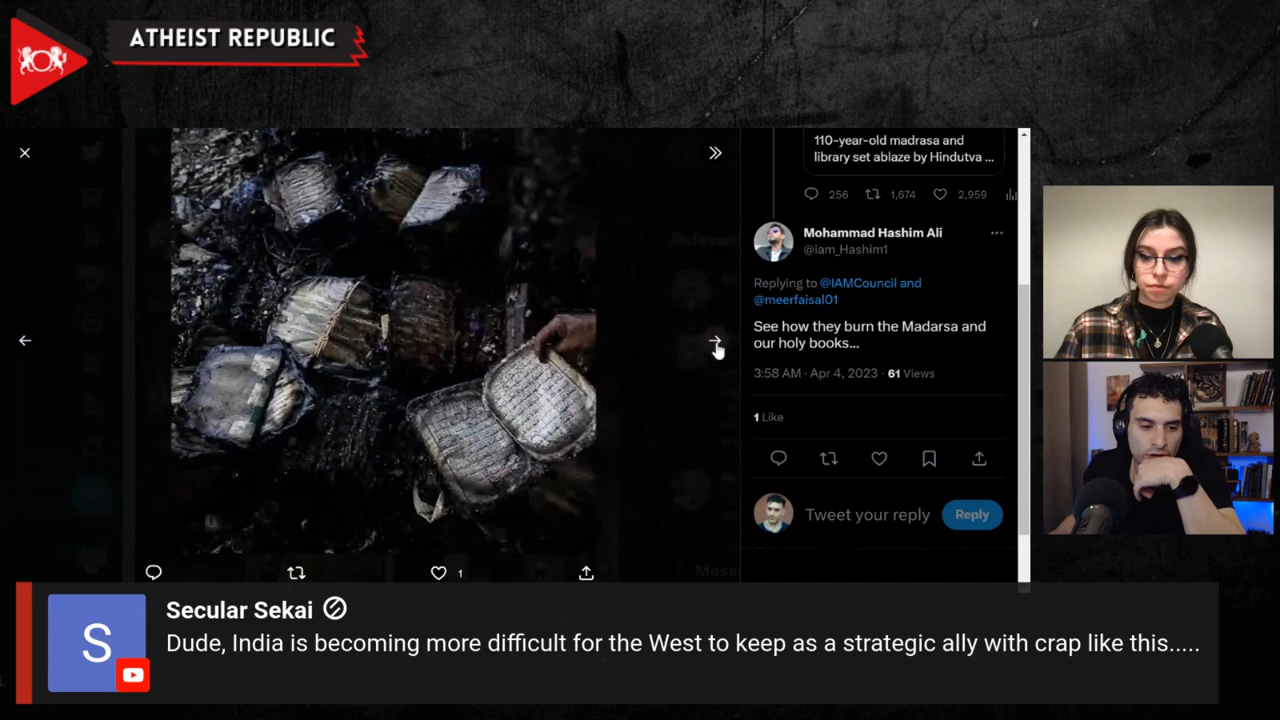 ATHEIST REPUBLIC
110-year-old madrasa and
library set ablaze by Hindutva ...
256 1,674 2,959
Mohammad Hashim Ali
@iam_Hashim1
Replying to @IAMCouncil and
@meerfaisal01
See how they burn the Madarsa and
our holy books...
3:58 AM · Apr 4, 2023 · 61 Views
1 Like
Tweet your reply
Reply
1
Mess
S
Secular Sekai
Dude, India is becoming more difficult for the West to keep as a strategic ally with crap like this.....